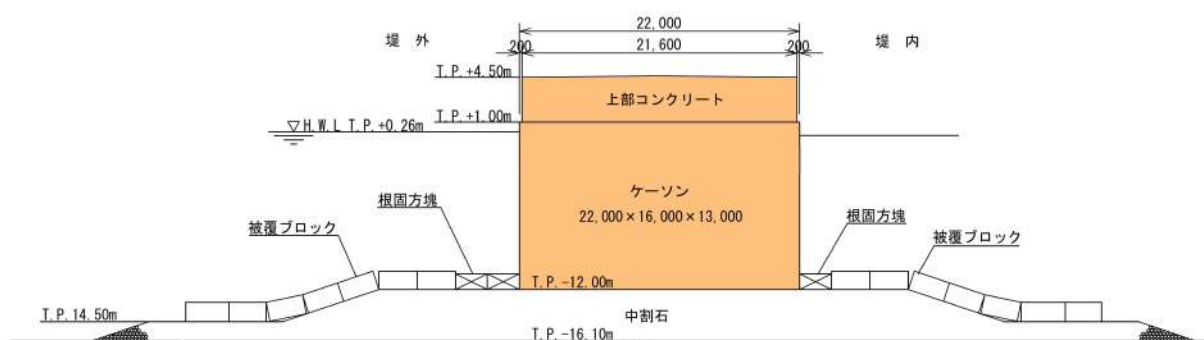 22,000
堤 外
200
21,600
200
堤 内
T.P.+4.50m
上部コンクリート
T.P.+1.00m
H.W.L T.P.+0.26m
ケーソン
22,000×16,000×13,000
根固方塊
根固方塊
被覆ブロック
被覆ブロック
T.P.-12.00m
T.P.14.50m
中割石
T.P.-16.10m